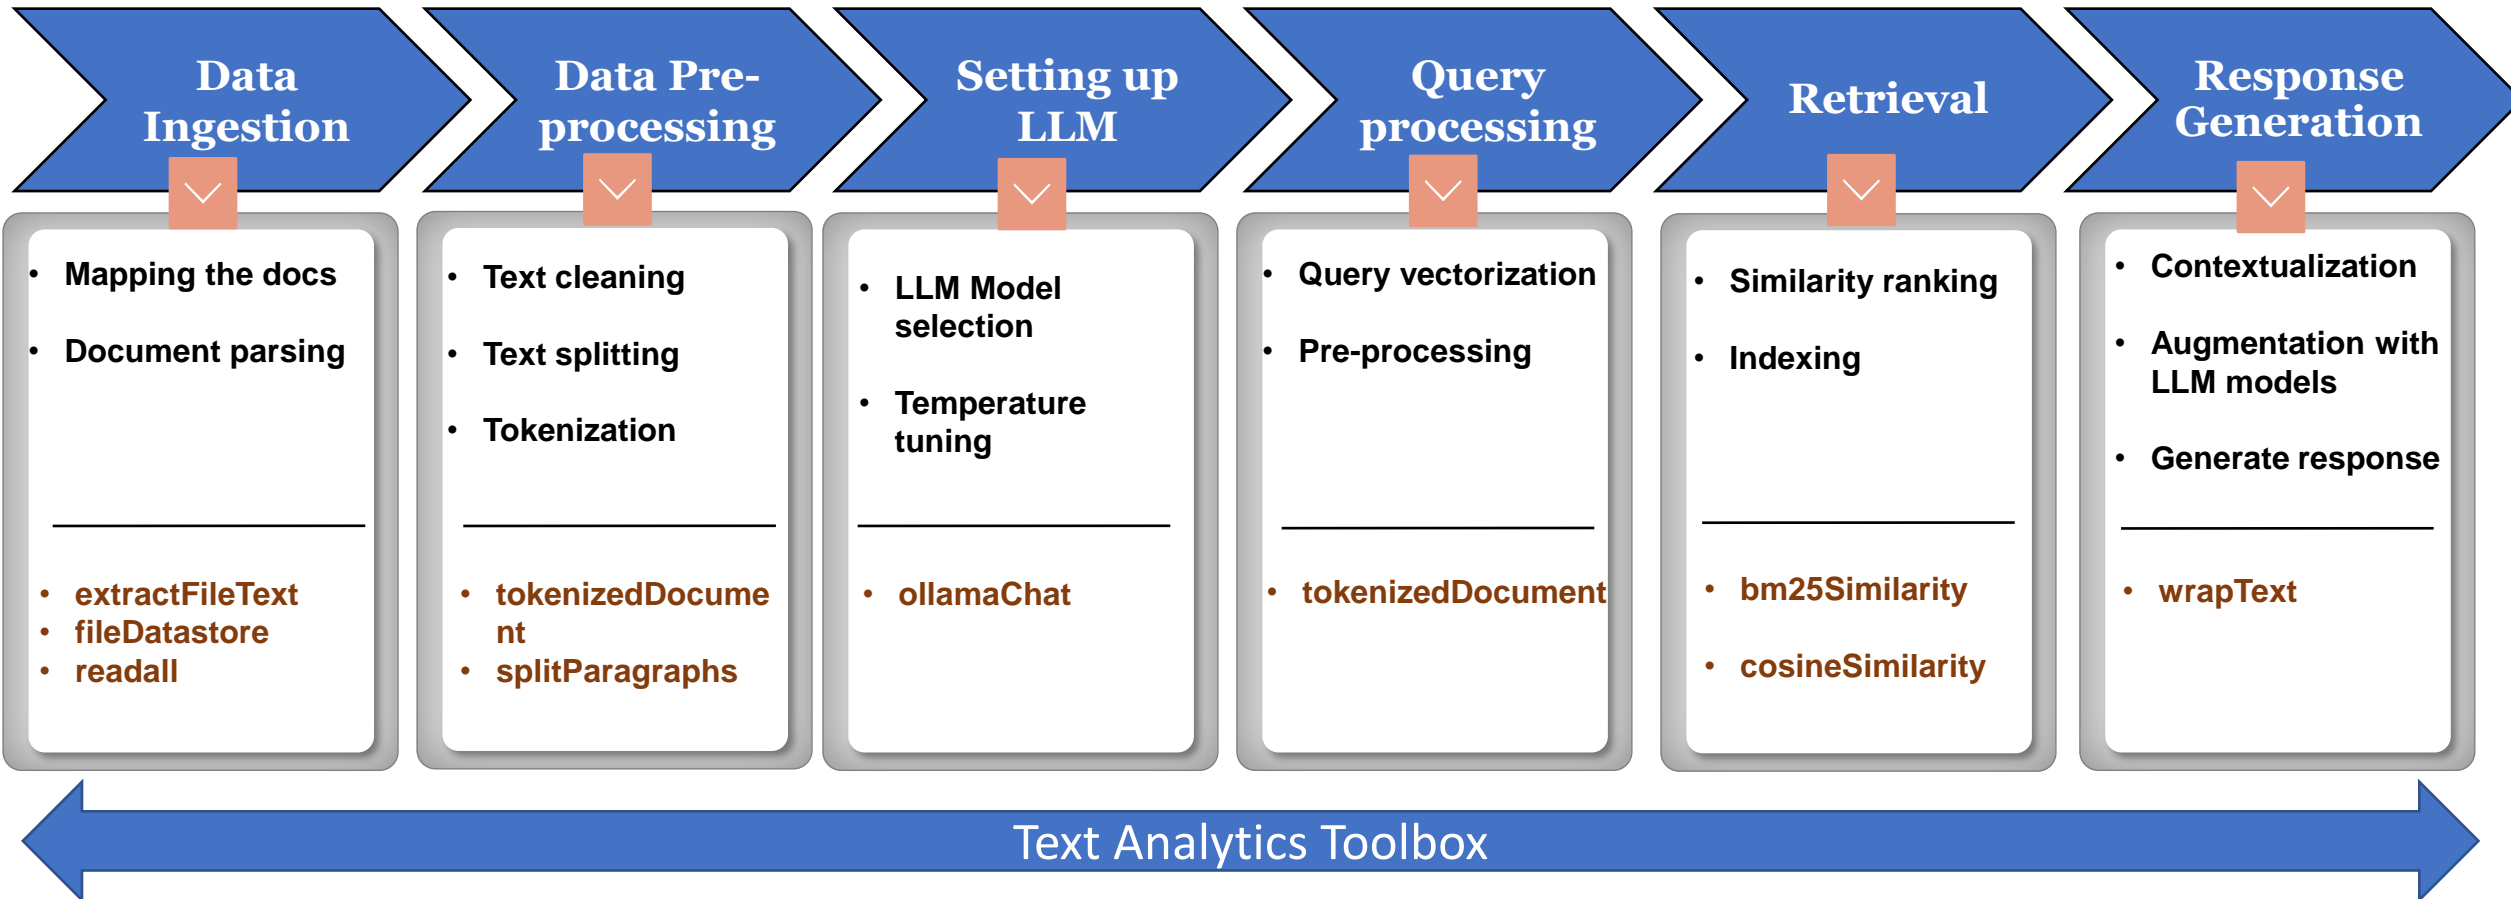 Data
Ingestion
Data Pre-
processing
Setting up
LLM
Query
processing
Retrieval
Response
Generation
• Mapping the docs
• Document parsing
• extractFileText
• fileDatastore
• readall
• Text cleaning
• Text splitting
• Tokenization
• tokenizedDocume
nt
• splitParagraphs
• LLM Model
selection
• Temperature
tuning
• ollamaChat
• Query vectorization
• Pre-processing
• tokenizedDocument
• Similarity ranking
• Indexing
• bm25Similarity
• cosineSimilarity
• Contextualization
• Augmentation with
LLM models
• Generate response
• wrapText
Text Analytics Toolbox